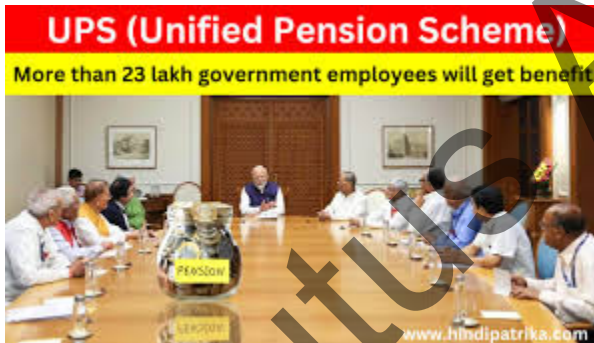 UPS (Unified Pension Scheme)
More than 23 lakh government employees will get benefit
PENSION
www.hindipatrika.com